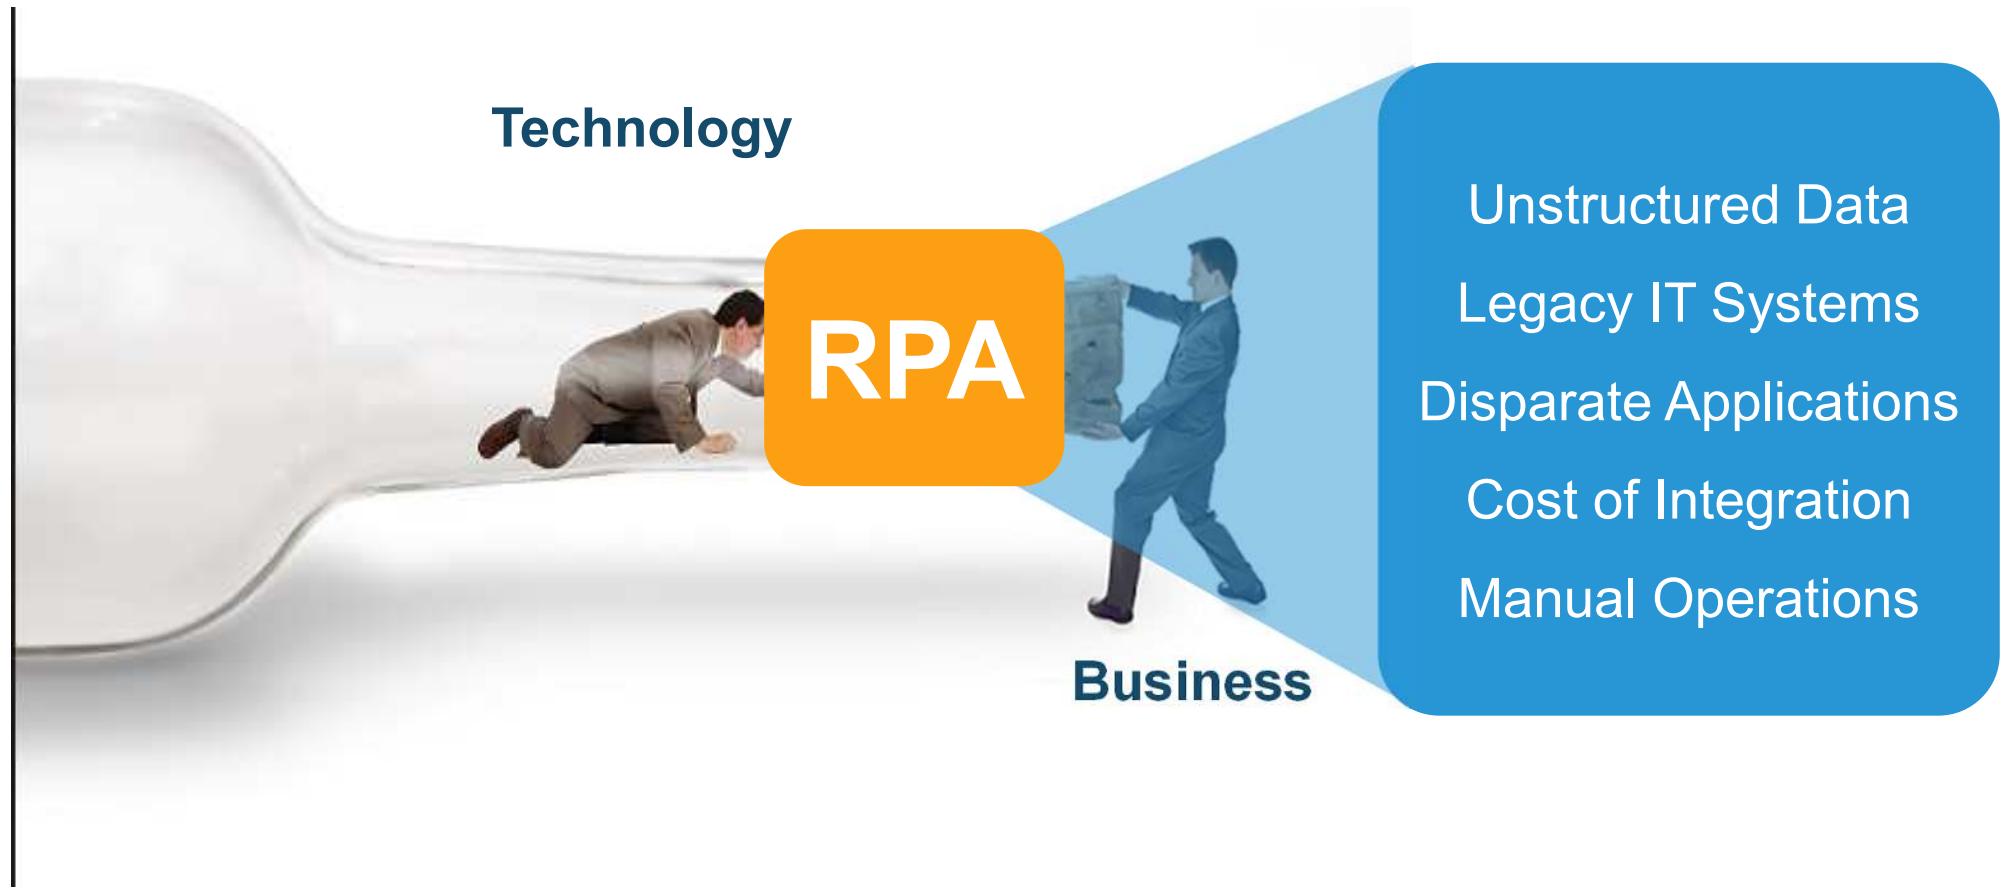 Technology
RPA
Business
Unstructured Data
Legacy IT Systems
Disparate Applications
Cost of Integration
Manual Operations